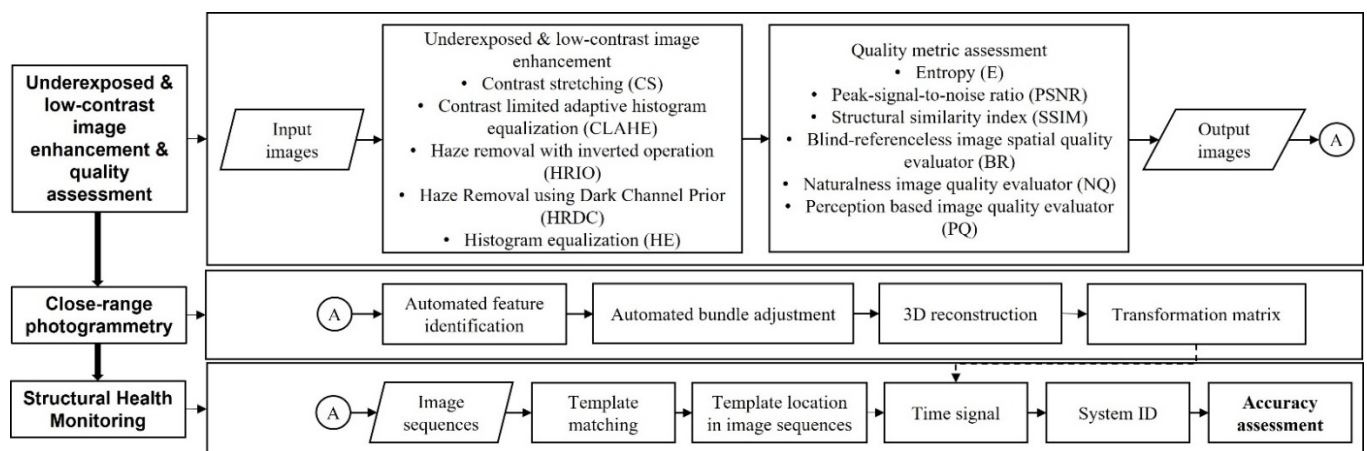 Underexposed &
low-contrast
image
enhancement &
quality
assessment
Input
images
Underexposed & low-contrast image
enhancement
• Contrast stretching (CS)
• Contrast limited adaptive histogram
equalization (CLAHE)
• Haze removal with inverted operation
(HRIO)
• Haze Removal using Dark Channel Prior
(HRDC)
• Histogram equalization (HE)
Quality metric assessment
• Entropy (E)
• Peak-signal-to-noise ratio (PSNR)
• Structural similarity index (SSIM)
• Blind-referenceless image spatial quality
evaluator (BR)
• Naturalness image quality evaluator (NQ)
• Perception based image quality evaluator
(PQ)
Output
images
A
Close-range
photogrammetry
A
Automated feature
identification
Automated bundle adjustment
3D reconstruction
Transformation matrix
Structural Health
Monitoring
A
Image
sequences
Template
matching
Template location
in image sequences
Time signal
System ID
Accuracy
assessment